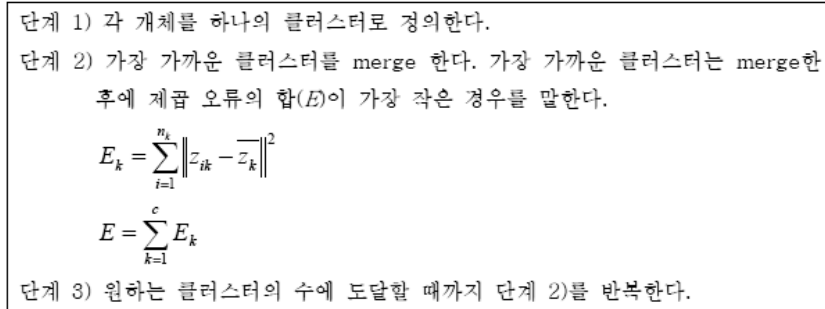 단계 1) 각 개체를 하나의 클러스터로 정의한다.
단계 2) 가장 가까운 클러스터를 merge 한다. 가장 가까운 클러스터는 merge한
후에 제곱 오류의 합(E)이 가장 작은 경우를 말한다.
$E_k = \sum_{i=1}^{n_k} \left\| z_{ik} - \overline{z_k} \right\|^2$
$E = \sum_{k=1}^{c} E_k$
단계 3) 원하는 클러스터의 수에 도달할 때까지 단계 2)를 반복한다.